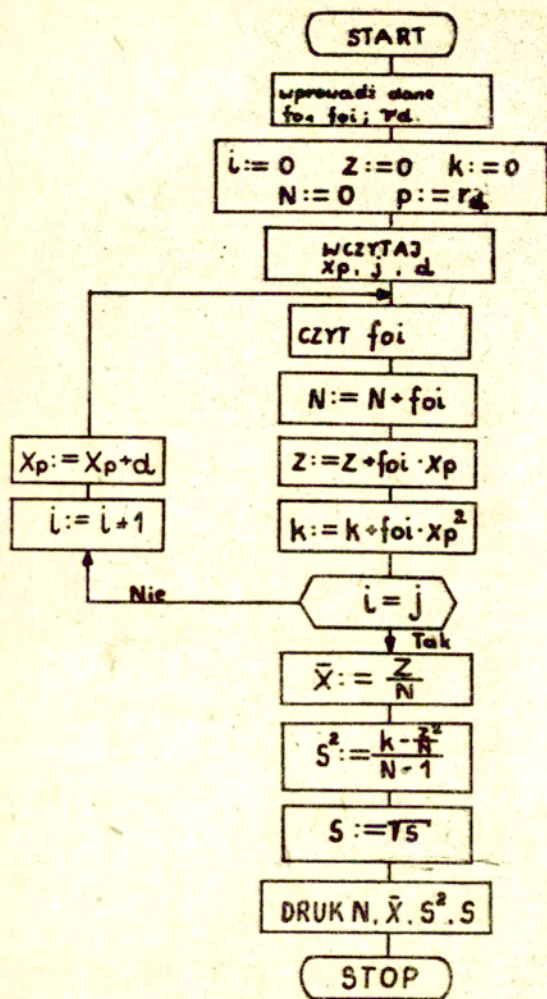 START
wprowadź dane
fo, foi; rd.
i:=0 Z:=0 k:=0
N:=0 p:=rd
WCZYTAJ
xp, j, d
CZYT foi
N:=N+foi
Z:=Z+foi·xp
k:=k+foi·xp²
i=j
Nie
i:=i+1
Xp:=Xp+d
Tak
X̄:=Z/N
S²:=(k-Z²/N)/(N-1)
S:=√s
DRUK N, X̄, S², S
STOP